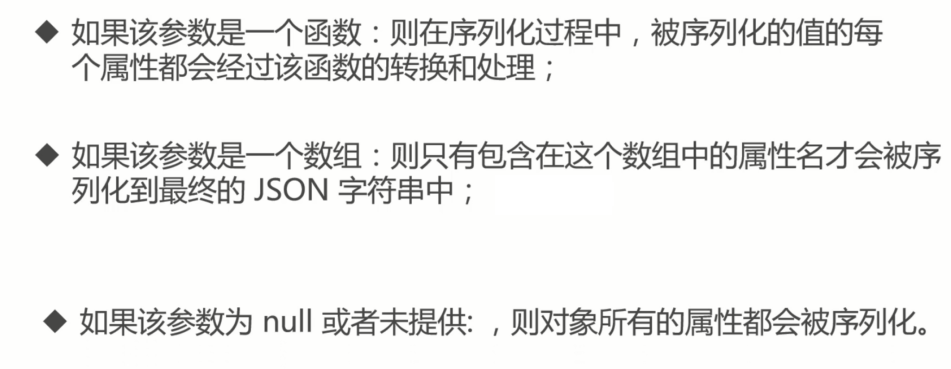 ◆ 如果该参数是一个函数：则在序列化过程中，被序列化的值的每
个属性都会经过该函数的转换和处理；
◆ 如果该参数是一个数组：则只有包含在这个数组中的属性名才会被序
列化到最终的 JSON 字符串中；
◆ 如果该参数为 null 或者未提供: ，则对象所有的属性都会被序列化。